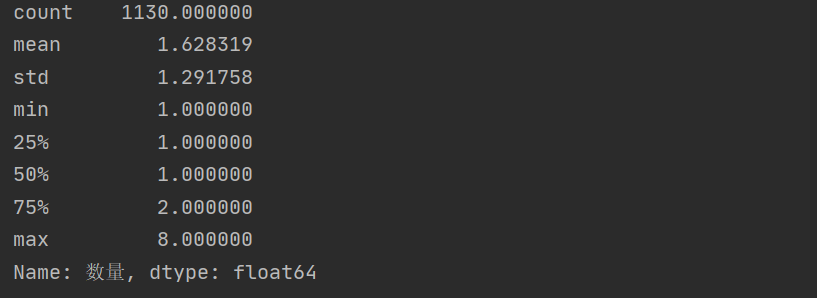 count    1130.000000
mean        1.628319
std         1.291758
min         1.000000
25%         1.000000
50%         1.000000
75%         2.000000
max         8.000000
Name: 数量, dtype: float64